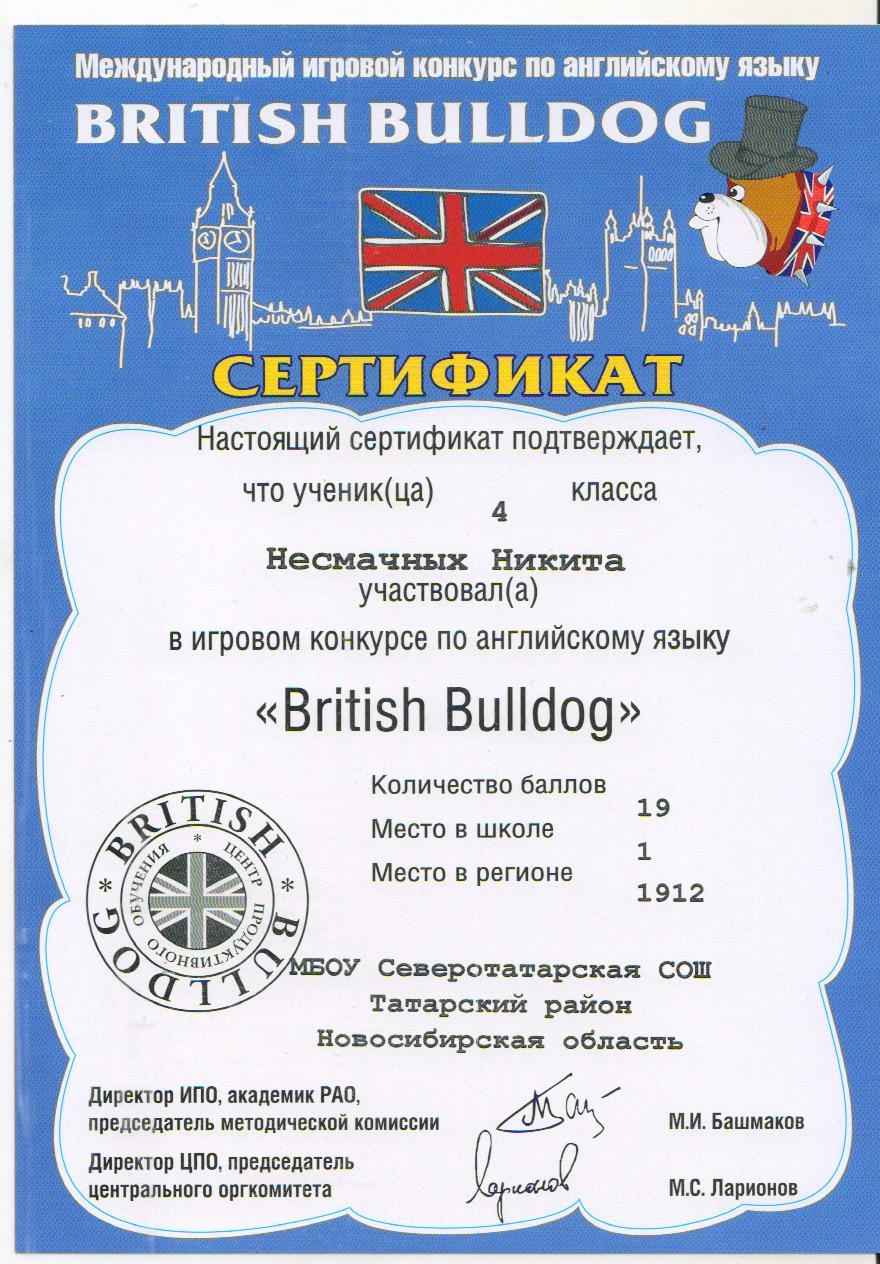 Международный игровой конкурс по английскому языку
BRITISH BULLDOG
СЕРТИФИКАТ
Настоящий сертификат подтверждает,
что ученик(ца) 4 класса
Несмачных Никита
участвовал(а)
в игровом конкурсе по английскому языку
«British Bulldog»
Количество баллов 19
Место в школе 1
Место в регионе 1912
BRITISH * BULLDOG *
* ЦЕНТР ПРОДУКТИВНОГО ОБУЧЕНИЯ
МБОУ Северотатарская СОШ
Татарский район
Новосибирская область
Директор ИПО, академик РАО,
председатель методической комиссии М.И. Башмаков
Директор ЦПО, председатель
Ларионов
центрального оргкомитета М.С. Ларионов